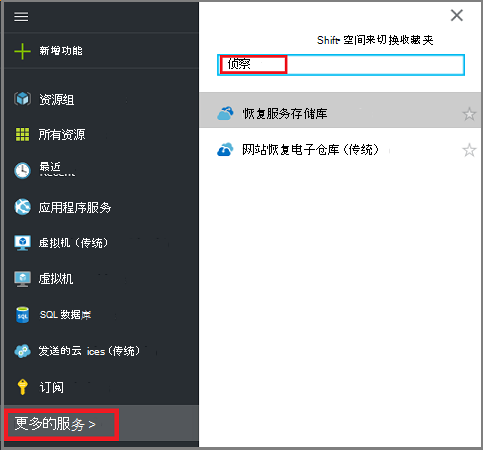 新增功能
资源组
所有资源
最近
应用程序服务
虚拟机 (传统)
虚拟机
SQL 数据库
发送的云 ices (传统)
订阅
更多的服务 >
Shift- 空间来切换收藏夹
侦察
恢复服务存储库
网站恢复电子仓库 (传统)